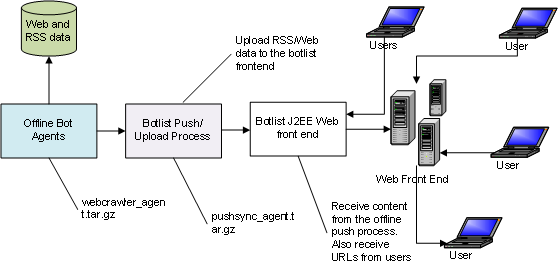 Web and
RSS data
Upload RSS/Web
data to the botlist
frontend
Users
User
Offline Bot
Agents
Botlist Push/
Upload Process
Botlist J2EE Web
front end
Web Front End
User
webcrawler_agen
t.tar.gz
pushsync_agent.t
ar.gz
Receive content
from the offline
push process.
Also receive
URLs from users
User